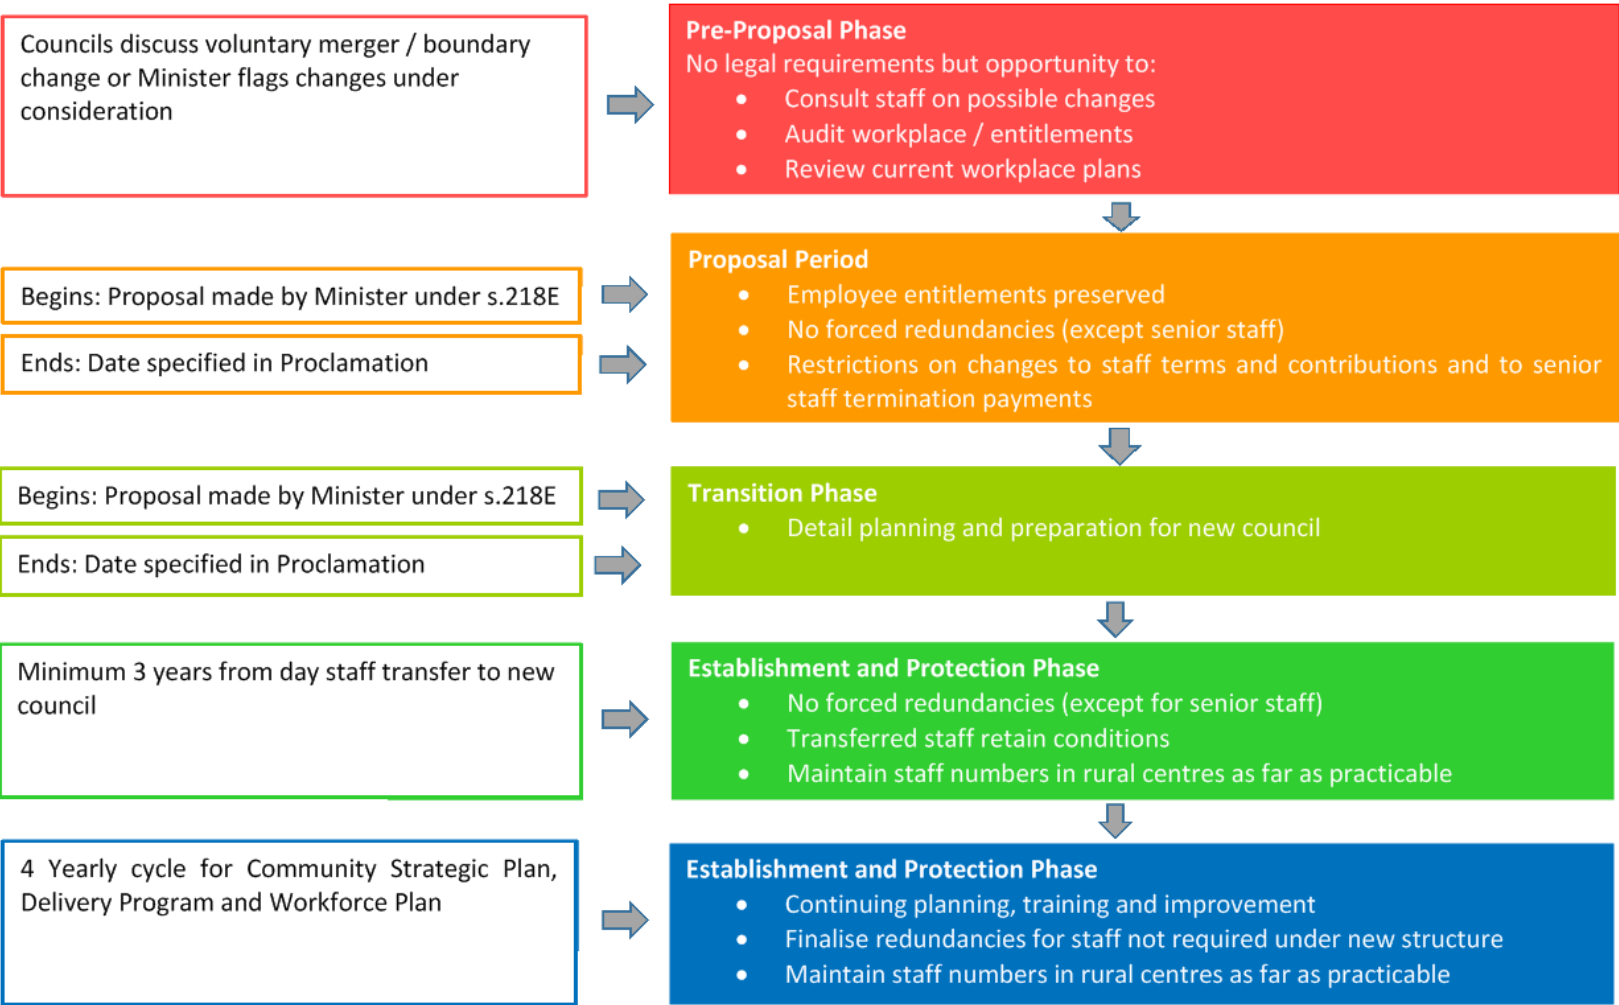 Councils discuss voluntary merger / boundary
change or Minister flags changes under
consideration
Pre-Proposal Phase
No legal requirements but opportunity to:
• Consult staff on possible changes
• Audit workplace / entitlements
• Review current workplace plans
Begins: Proposal made by Minister under s.218E
Ends: Date specified in Proclamation
Proposal Period
• Employee entitlements preserved
• No forced redundancies (except senior staff)
• Restrictions on changes to staff terms and contributions and to senior
staff termination payments
Begins: Proposal made by Minister under s.218E
Ends: Date specified in Proclamation
Transition Phase
• Detail planning and preparation for new council
Minimum 3 years from day staff transfer to new
council
Establishment and Protection Phase
• No forced redundancies (except for senior staff)
• Transferred staff retain conditions
• Maintain staff numbers in rural centres as far as practicable
4 Yearly cycle for Community Strategic Plan,
Delivery Program and Workforce Plan
Establishment and Protection Phase
• Continuing planning, training and improvement
• Finalise redundancies for staff not required under new structure
• Maintain staff numbers in rural centres as far as practicable